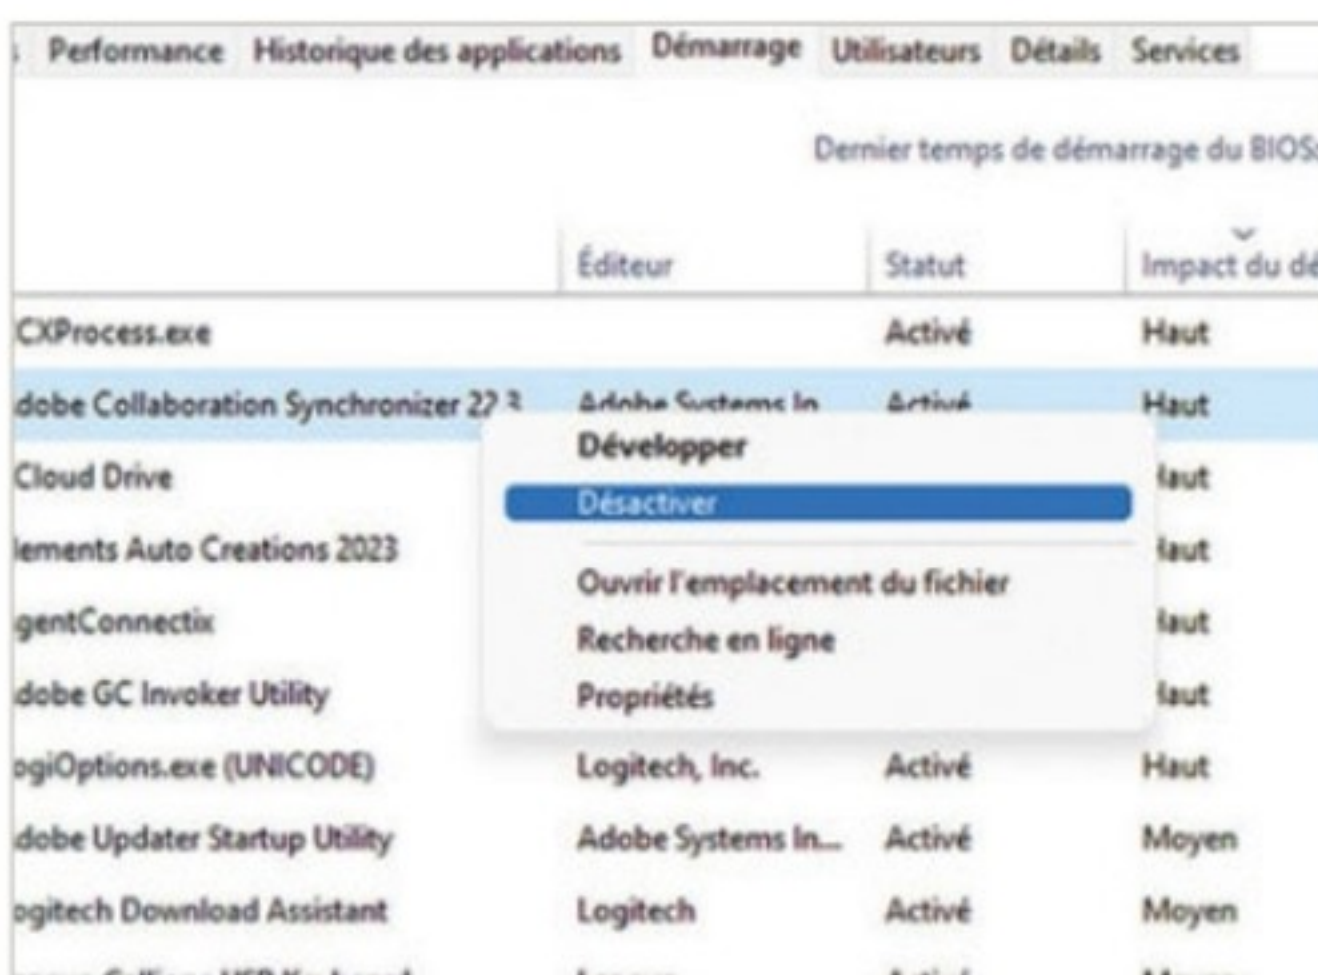 Performance Historique des applications Démarrage Utilisateurs Détails Services
Dernier temps de démarrage du BIOS:
Éditeur Statut Impact du dé
CXProcess.exe Activé Haut
dobe Collaboration Synchronizer 22.3 Adobe Systems In Activé Haut
Développer
Cloud Drive Haut
Désactiver
lements Auto Creations 2023 Haut
Ouvrir l'emplacement du fichier
gentConnectix Haut
Recherche en ligne
dobe GC Invoker Utility Haut
Propriétés
ogiOptions.exe (UNICODE) Logitech, Inc. Activé Haut
dobe Updater Startup Utility Adobe Systems In... Activé Moyen
ogitech Download Assistant Logitech Activé Moyen